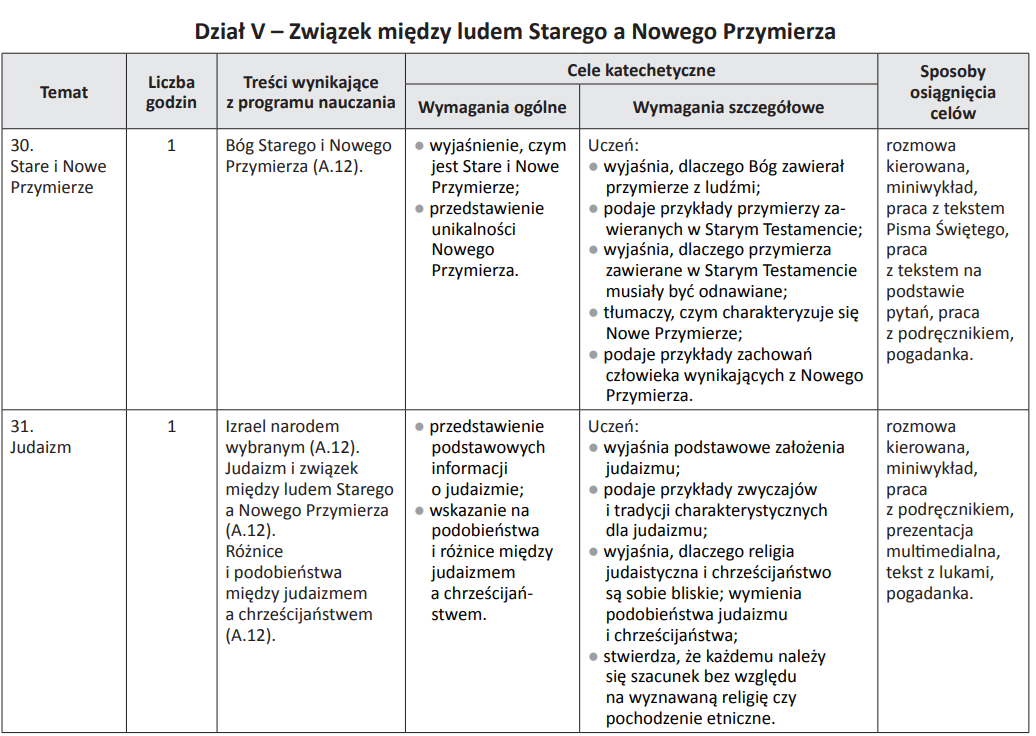 Dział V – Związek między ludem Starego a Nowego Przymierza
Temat
Liczba
godzin
Treści wynikające
z programu nauczania
Cele katechetyczne
Wymagania ogólne
Wymagania szczegółowe
Sposoby
osiągnięcia
celów
30.
Stare i Nowe
Przymierze
1
Bóg Starego i Nowego
Przymierza (A.12).
● wyjaśnienie, czym
jest Stare i Nowe
Przymierze;
● przedstawienie
unikalności
Nowego
Przymierza.
Uczeń:
● wyjaśnia, dlaczego Bóg zawierał
przymierze z ludźmi;
● podaje przykłady przymierzy za-
wieranych w Starym Testamencie;
● wyjaśnia, dlaczego przymierza
zawierane w Starym Testamencie
musiały być odnawiane;
● tłumaczy, czym charakteryzuje się
Nowe Przymierze;
● podaje przykłady zachowań
człowieka wynikających z Nowego
Przymierza.
rozmowa
kierowana,
miniwykład,
praca z tekstem
Pisma Świętego,
praca
z tekstem na
podstawie
pytań, praca
z podręcznikiem,
pogadanka.
31.
Judaizm
1
Izrael narodem
wybranym (A.12).
Judaizm i związek
między ludem Starego
a Nowego Przymierza
(A.12).
Różnice
i podobieństwa
między judaizmem
a chrześcijaństwem
(A.12).
● przedstawienie
podstawowych
informacji
o judaizmie;
● wskazanie na
podobieństwa
i różnice między
judaizmem
a chrześcijań-
stwem.
Uczeń:
● wyjaśnia podstawowe założenia
judaizmu;
● podaje przykłady zwyczajów
i tradycji charakterystycznych
dla judaizmu;
● wyjaśnia, dlaczego religia
judaistyczna i chrześcijaństwo
są sobie bliskie; wymienia
podobieństwa judaizmu
i chrześcijaństwa;
● stwierdza, że każdemu należy
się szacunek bez względu
na wyznawaną religię czy
pochodzenie etniczne.
rozmowa
kierowana,
miniwykład,
praca
z podręcznikiem,
prezentacja
multimedialna,
tekst z lukami,
pogadanka.